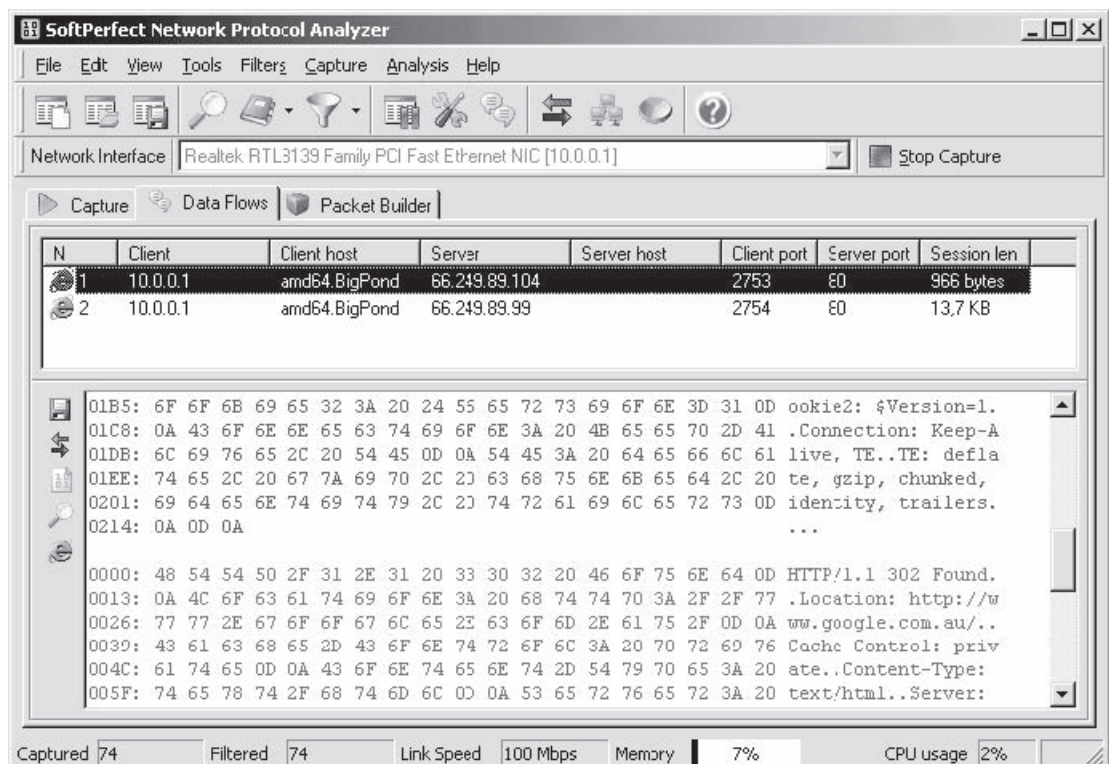 SoftPerfect Network Protocol Analyzer
File Edit View Tools Filters Capture Analysis Help
Network Interface Realtek RTL8139 Family PCI Fast Ethernet NIC [10.0.0.1] Stop Capture
Capture Data Flows Packet Builder
N Client Client host Server Server host Client port Server port Session len
1 10.0.0.1 amd64.BigPond 66.249.89.104 2753 80 966 bytes
2 10.0.0.1 amd64.BigPond 66.249.89.99 2754 80 13,7 KB
01B5: 6F 6F 6B 69 65 32 3A 20 24 56 65 72 73 69 6F 6E 3D 31 0D ookie2: $Version=1.
01C8: 0A 43 6F 6E 6E 65 63 74 69 6F 6E 3A 20 4B 65 65 70 2D 41 .Connection: Keep-A
01DB: 6C 69 76 65 2C 20 54 45 0D 0A 54 45 3A 20 64 65 66 6C 61 live, TE..TE: defla
01EE: 74 65 2C 20 67 7A 69 70 2C 20 63 68 75 6E 6B 65 64 2C 20 te, gzip, chunked,
0201: 69 64 65 6E 74 69 74 79 2C 20 74 72 61 69 6C 65 72 73 0D identity, trailers.
0214: 0A 0D 0A ...
0000: 48 54 54 50 2F 31 2E 31 20 33 30 32 20 46 6F 75 6E 64 0D HTTP/1.1 302 Found.
0013: 0A 4C 6F 63 61 74 69 6F 6E 3A 20 68 74 74 70 3A 2F 2F 77 .Location: http://w
0026: 77 77 2E 67 6F 6F 67 6C 65 2E 63 6F 6D 2E 61 75 2F 0D 0A ww.google.com.au/..
0039: 43 61 63 68 65 2D 43 6F 6E 74 72 6F 6C 3A 20 70 72 69 76 Cache-Control: priv
004C: 61 74 65 0D 0A 43 6F 6E 74 65 6E 74 2D 54 79 70 65 3A 20 ate..Content-Type:
005F: 74 65 78 74 2F 68 74 6D 6C 0D 0A 53 65 72 76 65 72 3A 20 text/html..Server:
Captured 74 Filtered 74 Link Speed 100 Mbps Memory 7% CPU usage 2%